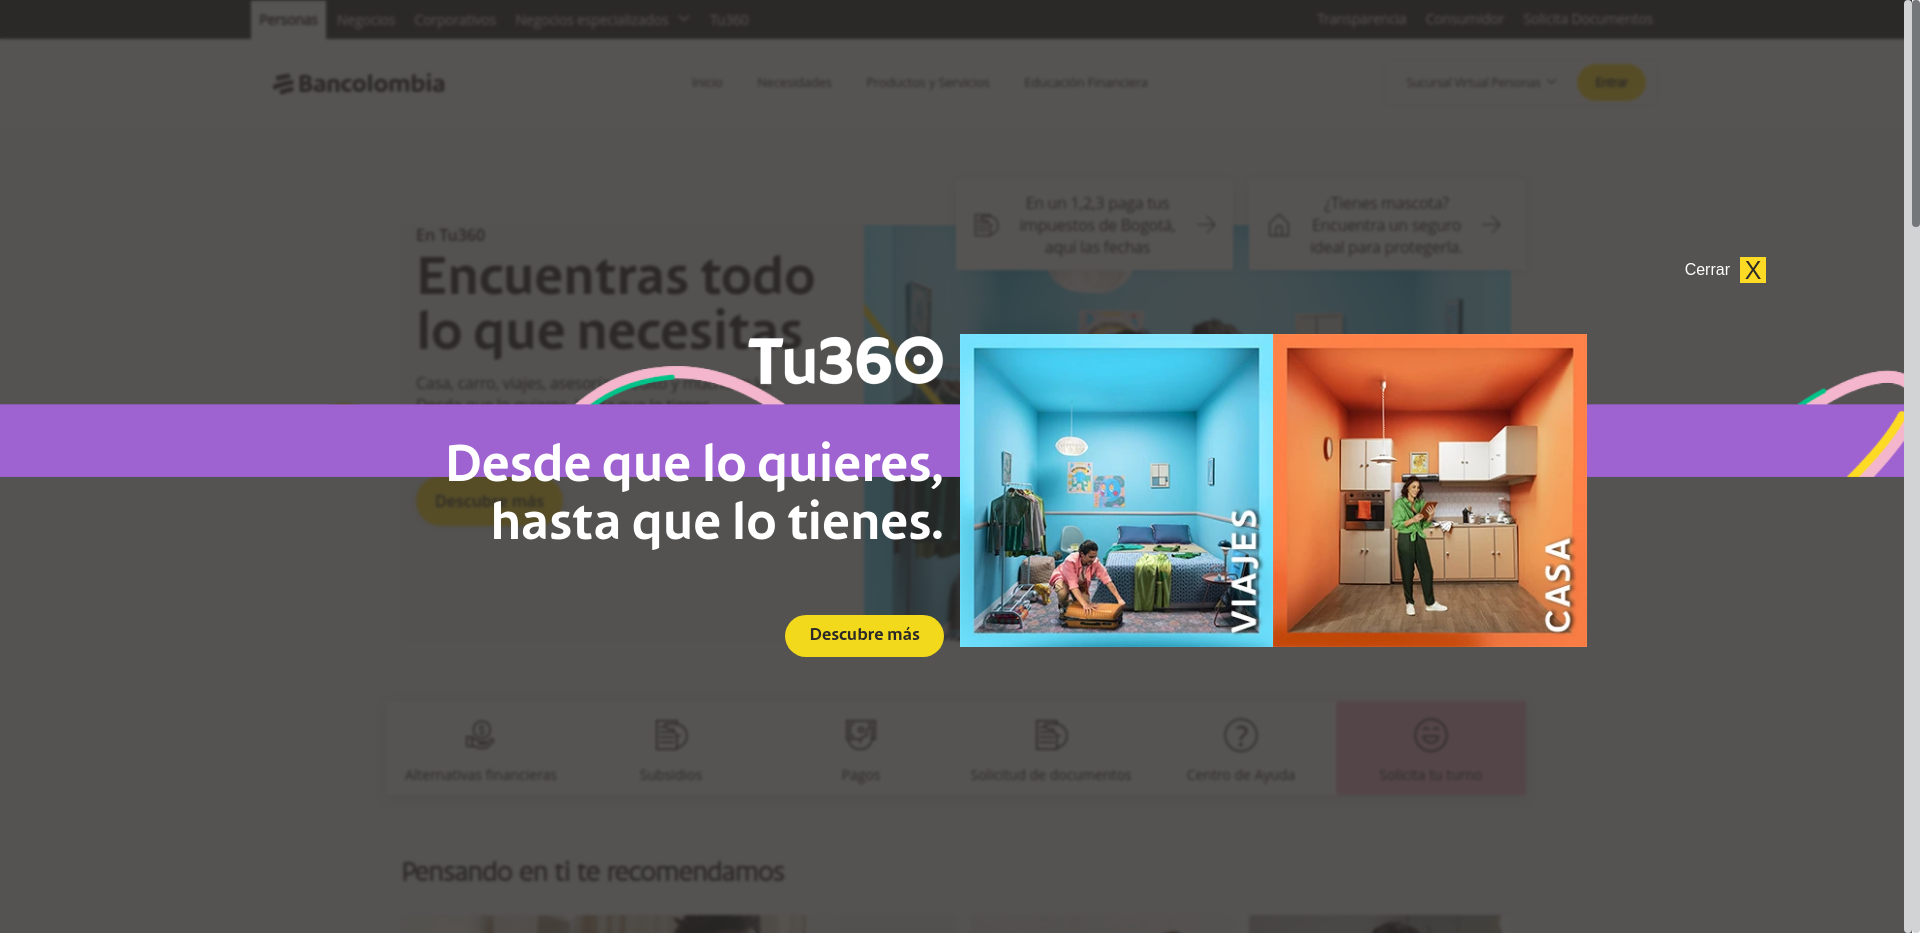 Personas Negocios Corporativos Negocios especializados Tu360 Transparencia Consumidor Solicita Documentos
Bancolombia Inicio Necesidades Productos y Servicios Educación Financiera Sucursal Virtual Personas Entrar
En un 1,2,3 paga tus
impuestos de Bogotá,
aquí las fechas
¿Tienes mascota?
Encuentra un seguro
ideal para protegerla.
En Tu360
Encuentras todo
lo que necesitas
Casa, carro, viajes,
Cerrar X
Tu360
Desde que lo quieres,
hasta que lo tienes.
Descubre más
Descubre más
VIAJES
CASA
Alternativas financieras
Subsidios
Pagos
Solicitud de documentos
Centro de Ayuda
Solicita tu turno
Pensando en ti te recomendamos